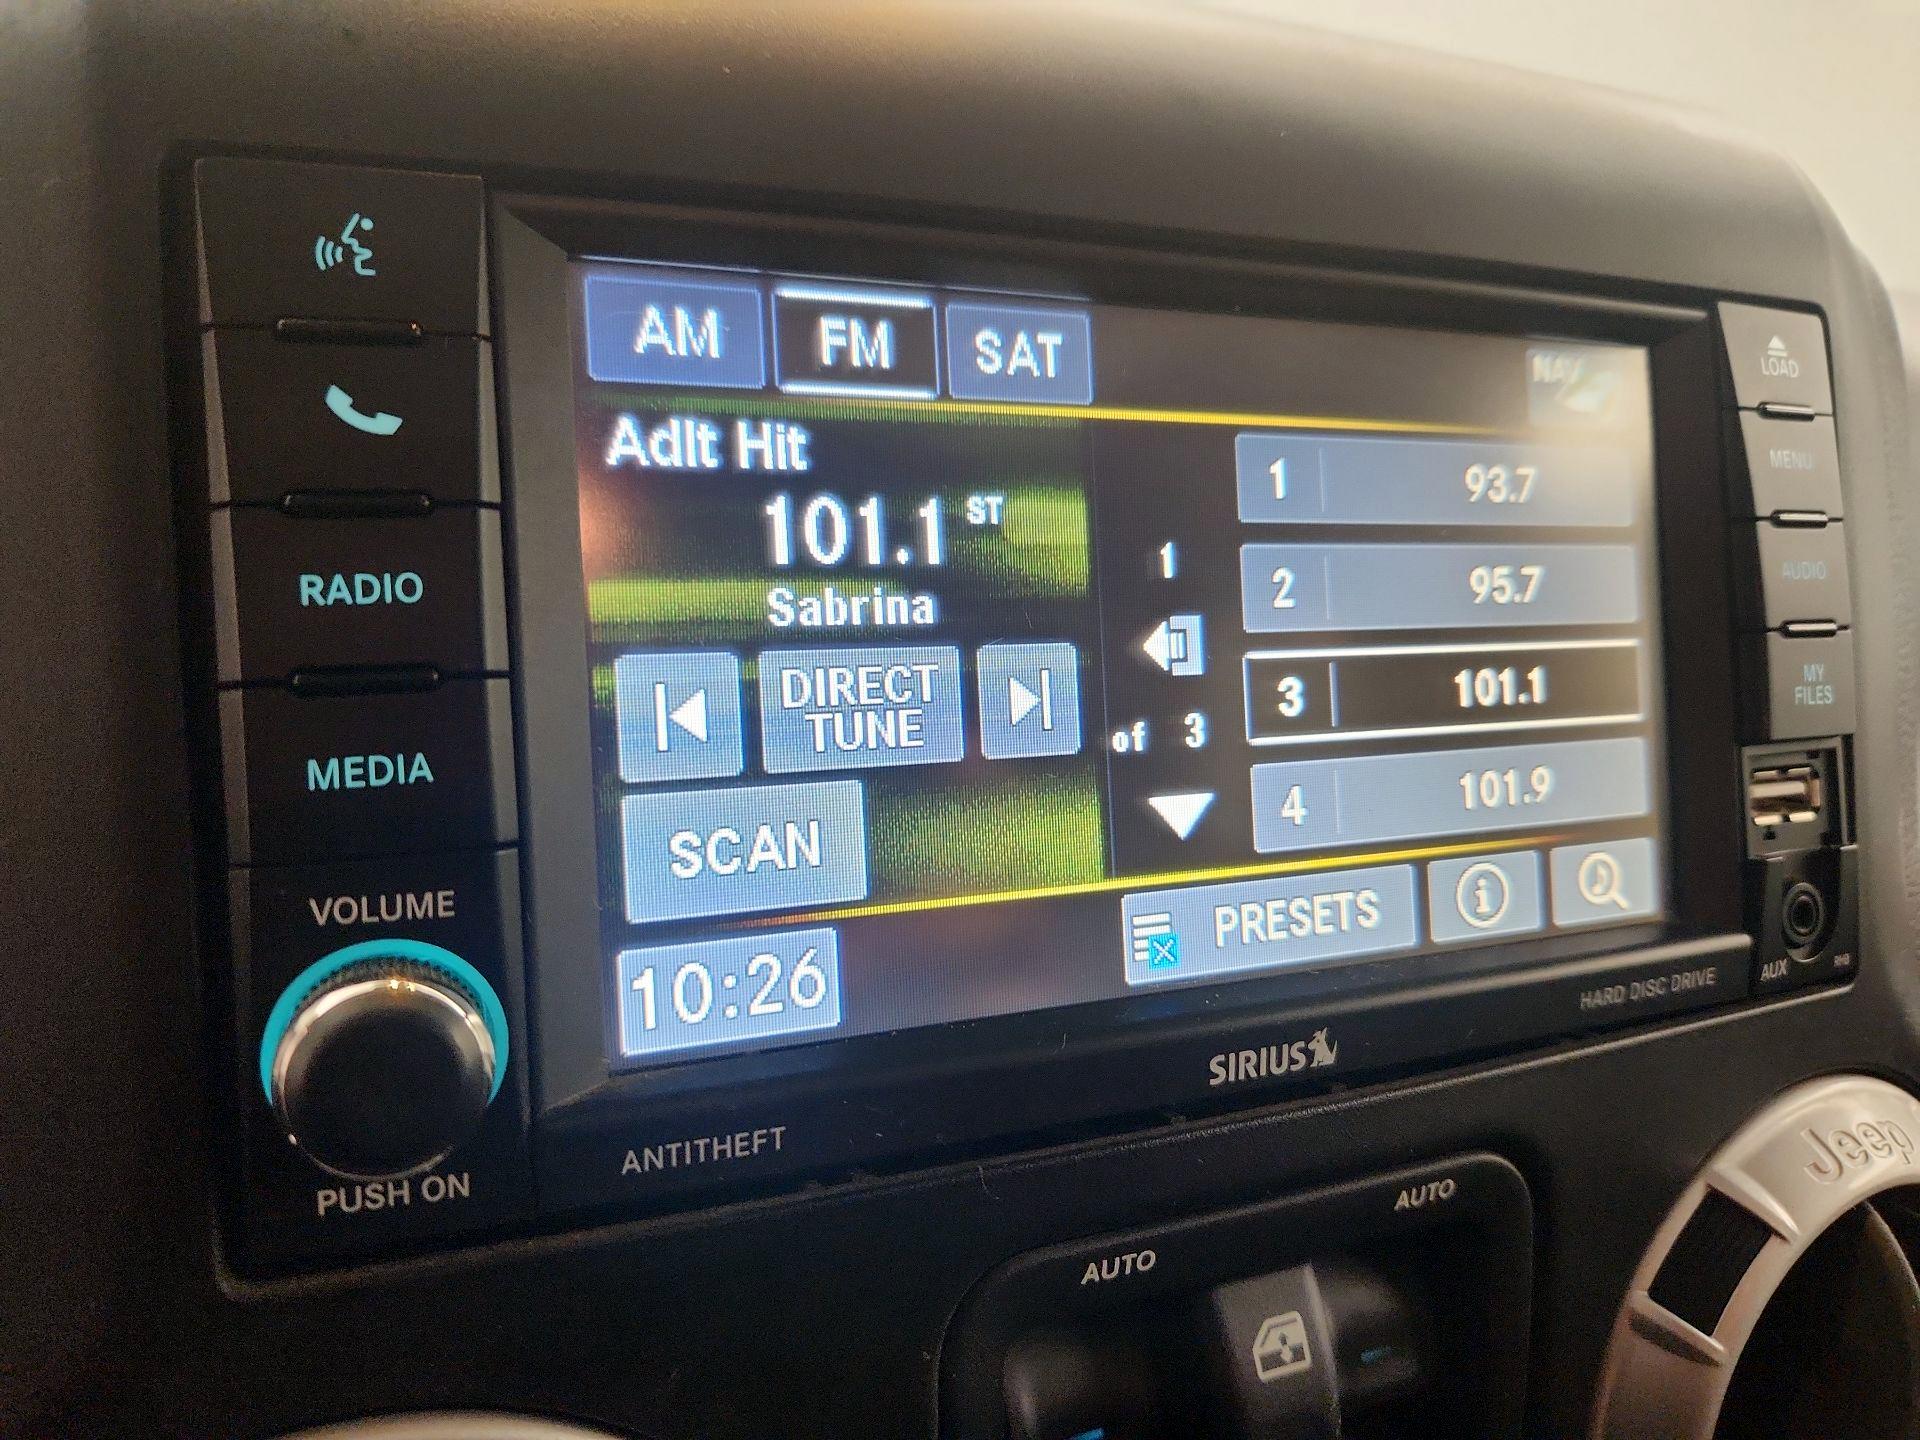 AM FM SAT
NAV
Adlt Hit
101.1 ST
Sabrina
DIRECT
TUNE
SCAN
10:26
1
of 3
1 93.7
2 95.7
3 101.1
4 101.9
PRESETS
RADIO
MEDIA
VOLUME
PUSH ON
ANTITHEFT
SIRIUS
HARD DISC DRIVE
LOAD
MENU
AUDIO
MY
FILES
AUX
RHB
AUTO
AUTO
Jeep